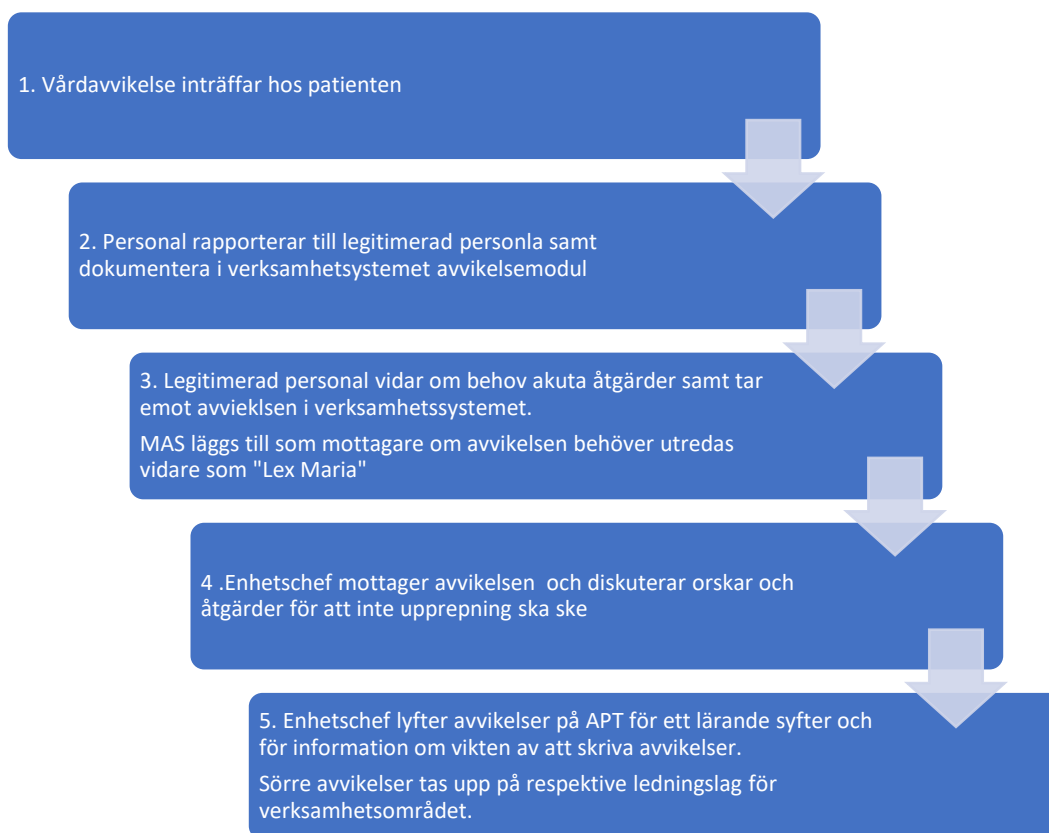 1. Vårdavvikelse inträffar hos patienten
2. Personal rapporterar till legitimerad personla samt
dokumentera i verksamhetsystemet avvikelsemodul
3. Legitimerad personal vidar om behov akuta åtgärder samt tar
emot avvieklsen i verksamhetssystemet.
MAS läggs till som mottagare om avvikelsen behöver utredas
vidare som "Lex Maria"
4 .Enhetschef mottager avvikelsen  och diskuterar orskar och
åtgärder för att inte upprepning ska ske
5. Enhetschef lyfter avvikelser på APT för ett lärande syfter och
för information om vikten av att skriva avvikelser.
Sörre avvikelser tas upp på respektive ledningslag för
verksamhetsområdet.